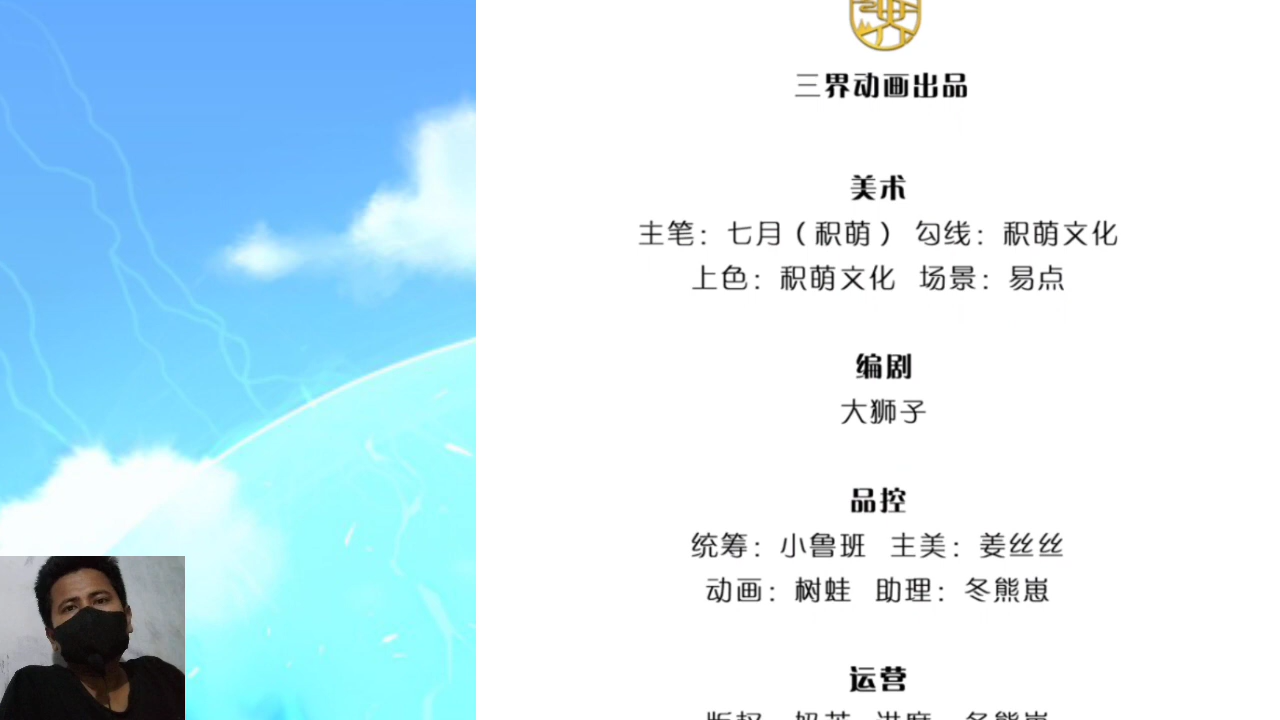 三界动画出品
美术
主笔：七月（积萌） 勾线：积萌文化
上色：积萌文化 场景：易点
编剧
大狮子
品控
统筹：小鲁班 主美：姜丝丝
动画：树蛙 助理：冬熊崽
运营